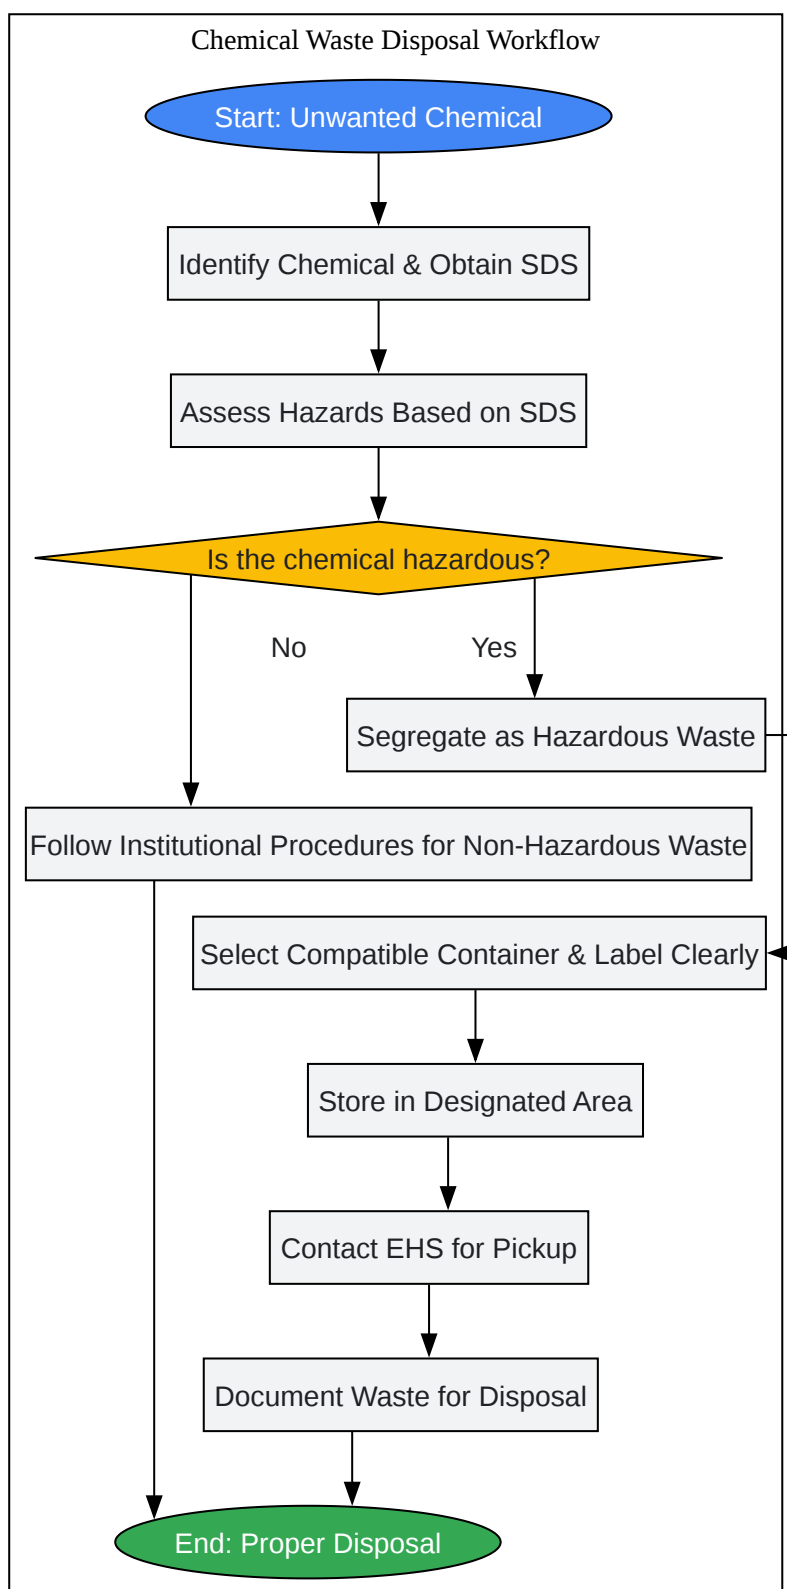 Chemical Waste Disposal Workflow
Start: Unwanted Chemical
Identify Chemical & Obtain SDS
Assess Hazards Based on SDS
Is the chemical hazardous?
No
Yes
Segregate as Hazardous Waste
Follow Institutional Procedures for Non-Hazardous Waste
Select Compatible Container & Label Clearly
Store in Designated Area
Contact EHS for Pickup
Document Waste for Disposal
End: Proper Disposal